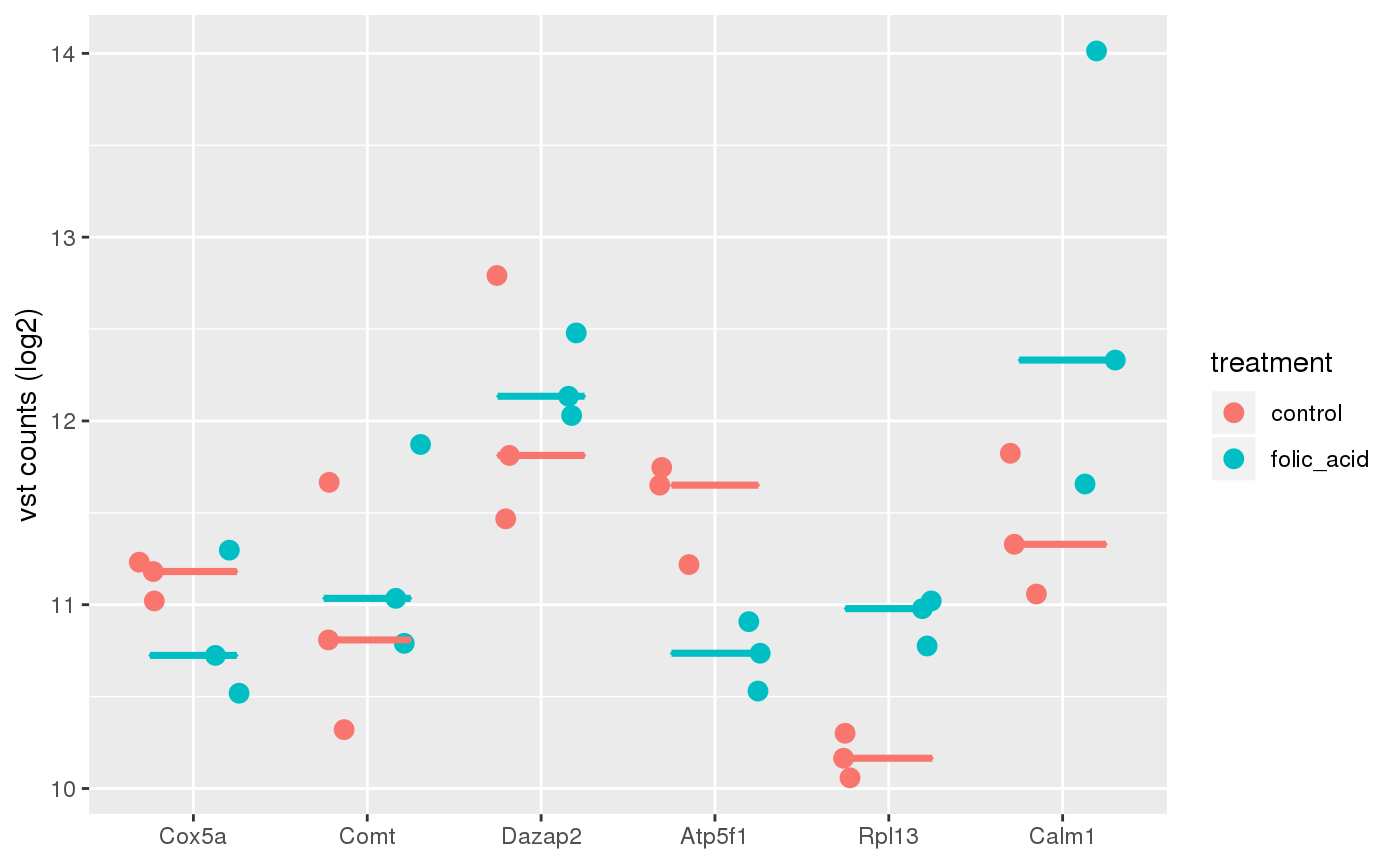 14
13
12
11
10
vst counts (log2)
Cox5a Comt Dazap2 Atp5f1 Rpl13 Calm1
treatment
control
folic_acid